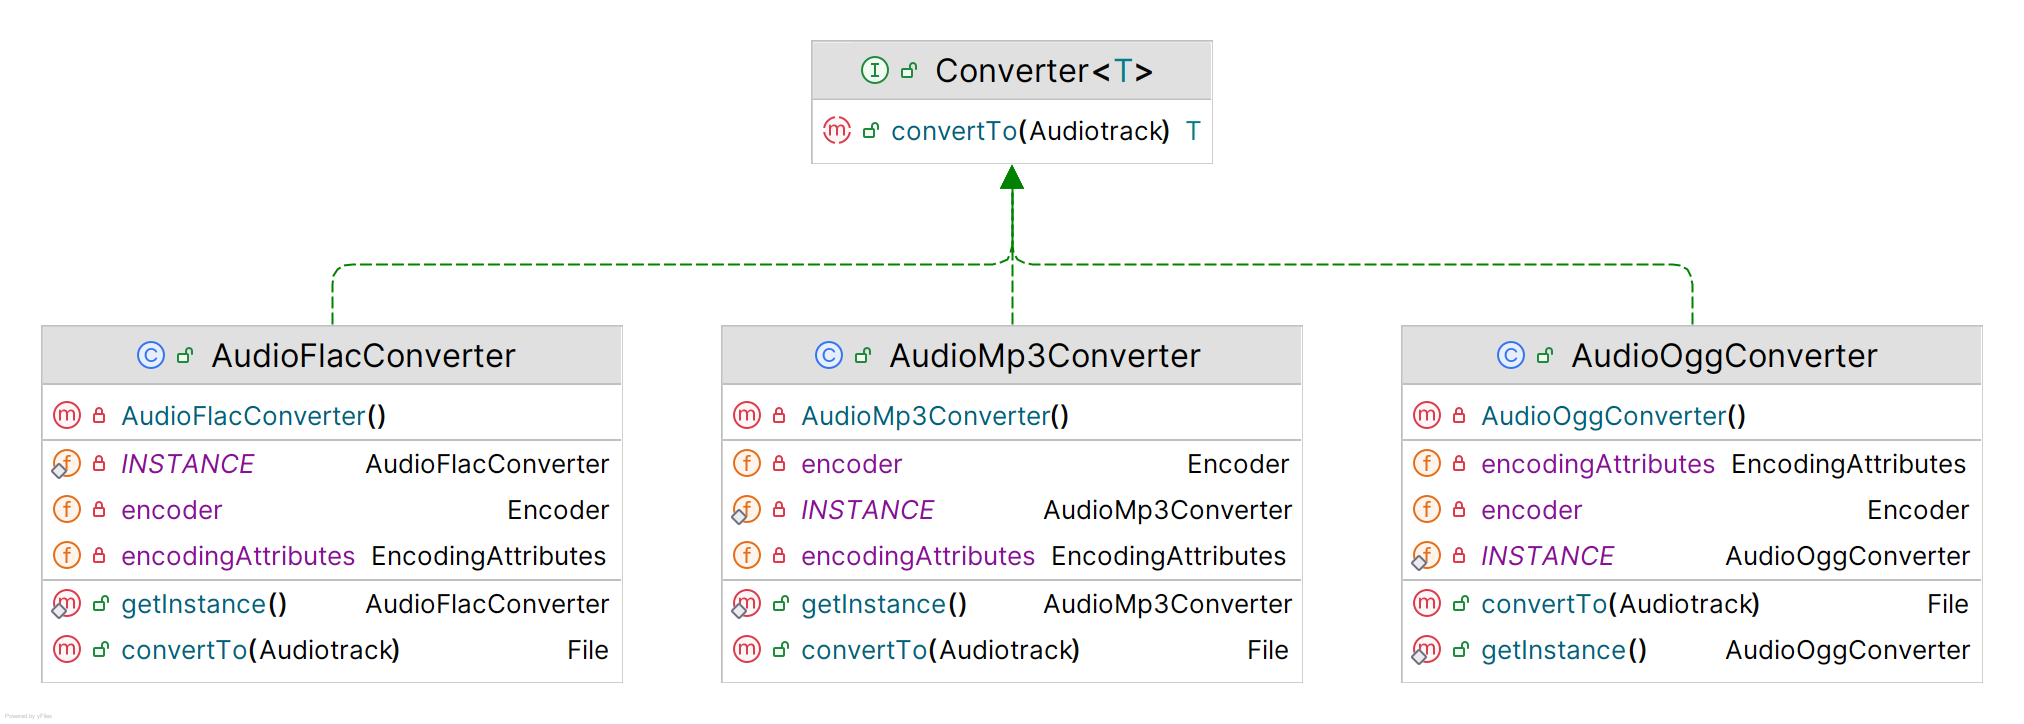 Converter<T>
convertTo(Audiotrack) T
AudioFlacConverter
AudioFlacConverter()
INSTANCE AudioFlacConverter
encoder Encoder
encodingAttributes EncodingAttributes
getInstance() AudioFlacConverter
convertTo(Audiotrack) File
AudioMp3Converter
AudioMp3Converter()
encoder Encoder
INSTANCE AudioMp3Converter
encodingAttributes EncodingAttributes
getInstance() AudioMp3Converter
convertTo(Audiotrack) File
AudioOggConverter
AudioOggConverter()
encodingAttributes EncodingAttributes
encoder Encoder
INSTANCE AudioOggConverter
convertTo(Audiotrack) File
getInstance() AudioOggConverter
Powered by yFiles